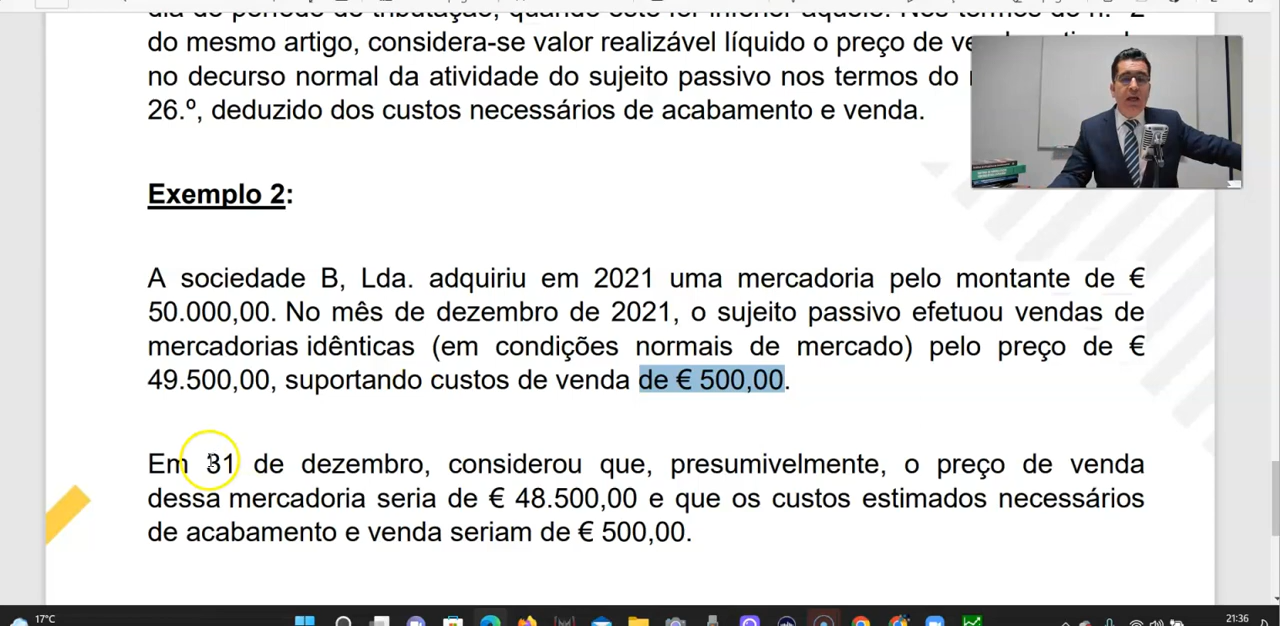 do mesmo artigo, considera-se valor realizável líquido o preço de
no decurso normal da atividade do sujeito passivo nos termos do
26.º, deduzido dos custos necessários de acabamento e venda.
Exemplo 2:
A sociedade B, Lda. adquiriu em 2021 uma mercadoria pelo montante de €
50.000,00. No mês de dezembro de 2021, o sujeito passivo efetuou vendas de
mercadorias idênticas (em condições normais de mercado) pelo preço de €
49.500,00, suportando custos de venda de € 500,00.
Em 31 de dezembro, considerou que, presumivelmente, o preço de venda
dessa mercadoria seria de € 48.500,00 e que os custos estimados necessários
de acabamento e venda seriam de € 500,00.
17°C
21:36